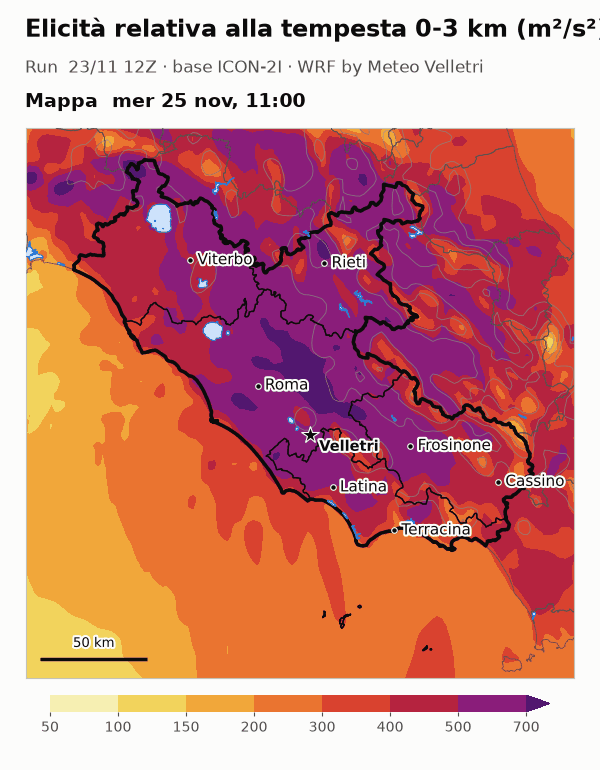 Elicità relativa alla tempesta 0-3 km (m²/s²)
Run 23/11 12Z · base ICON-2I · WRF by Meteo Velletri
Mappa mer 25 nov, 11:00
Viterbo
Rieti
Roma
Velletri
Frosinone
Cassino
Latina
Terracina
50 km
50 100 150 200 300 400 500 700